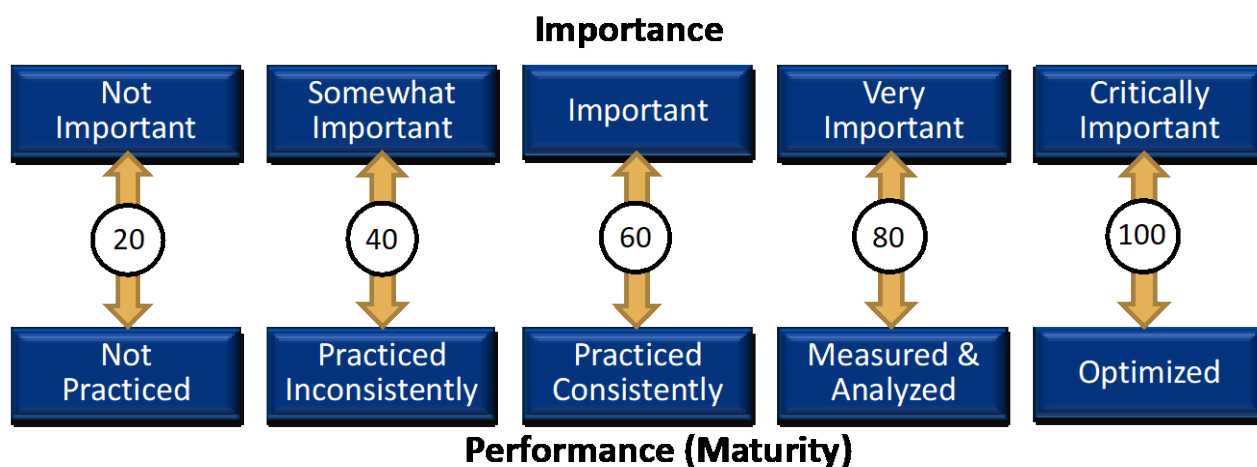 Importance
Not
Important
Somewhat
Important
Important
Very
Important
Critically
Important
20
40
60
80
100
Not
Practiced
Practiced
Inconsistently
Practiced
Consistently
Measured &
Analyzed
Optimized
Performance (Maturity)